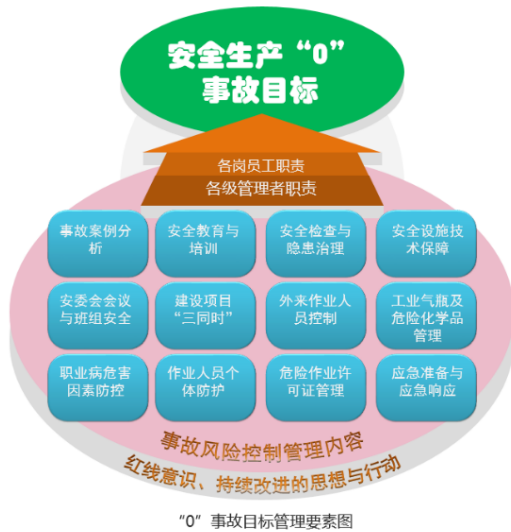 安全生产“0”
事故目标
各岗员工职责
各级管理者职责
事故案例分
析
安全教育与
培训
安全检查与
隐患治理
安全设施技
术保障
安委会会议
与班组安全
建设项目
“三同时”
外来作业人
员控制
工业气瓶及
危险化学品
管理
职业病危害
因素防控
作业人员个
体防护
危险作业许
可证管理
应急准备与
应急响应
事故风险控制管理内容
红线意识、持续改进的思想与行动
“0”事故目标管理要素图